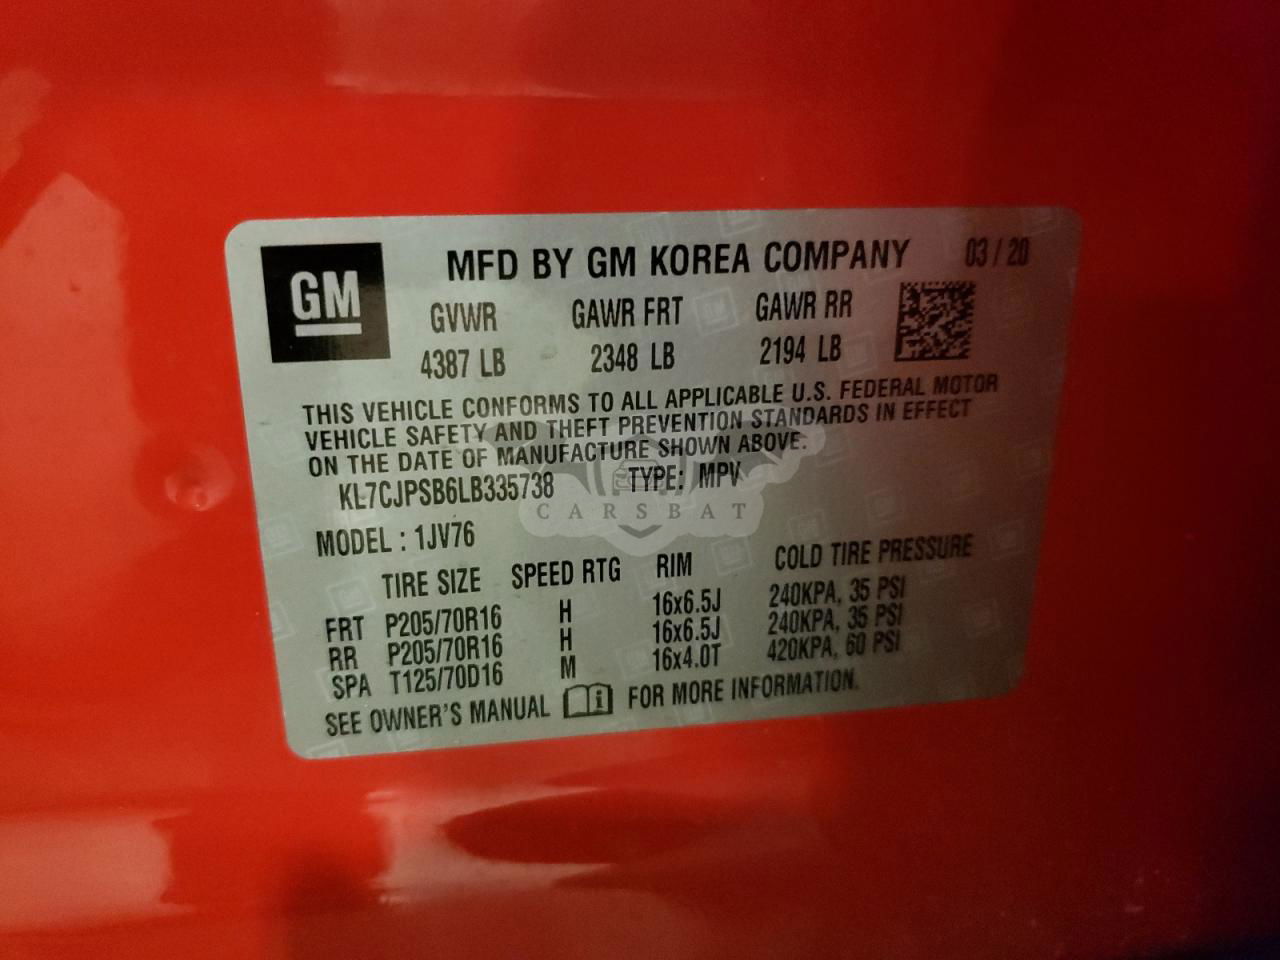 GM
MFD BY GM KOREA COMPANY 03 / 20
GVWR GAWR FRT GAWR RR
4387 LB 2348 LB 2194 LB
THIS VEHICLE CONFORMS TO ALL APPLICABLE U.S. FEDERAL MOTOR
VEHICLE SAFETY AND THEFT PREVENTION STANDARDS IN EFFECT
ON THE DATE OF MANUFACTURE SHOWN ABOVE.
KL7CJPSB6LB335738 TYPE: MPV
CARSBAT
MODEL : 1JV76
TIRE SIZE SPEED RTG RIM COLD TIRE PRESSURE
FRT P205/70R16 H 16x6.5J 240KPA, 35 PSI
RR P205/70R16 H 16x6.5J 240KPA, 35 PSI
SPA T125/70D16 M 16x4.0T 420KPA, 60 PSI
SEE OWNER'S MANUAL FOR MORE INFORMATION.